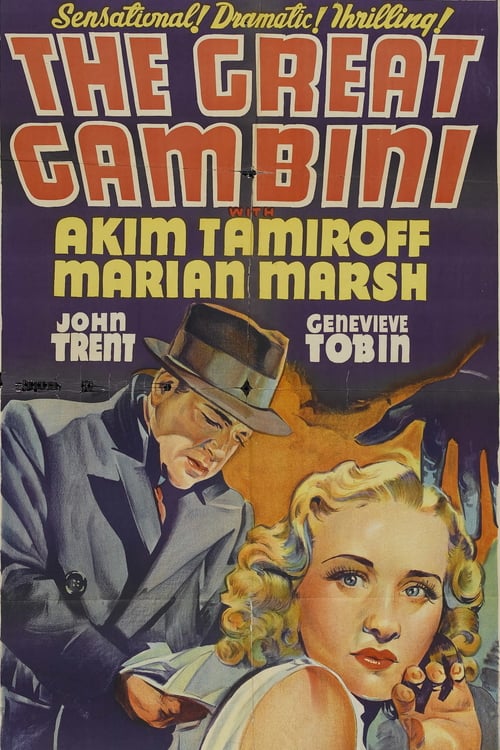 Sensational! Dramatic! Thrilling!
THE GREAT
GAMBINI
WITH
AKIM TAMIROFF
MARIAN MARSH
JOHN
TRENT
GENEVIEVE
TOBIN